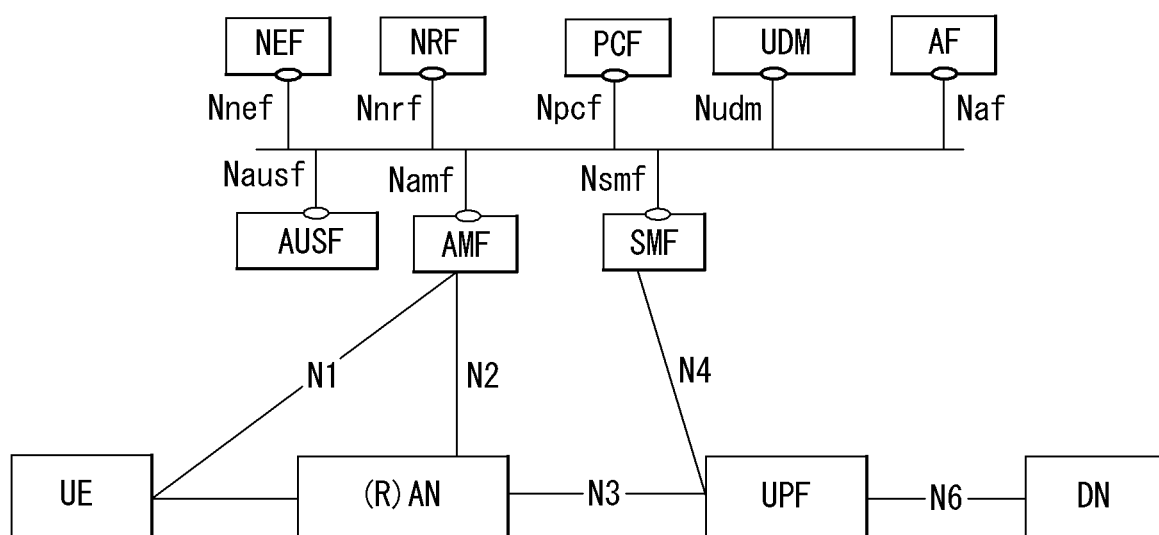 NEF NRF PCF UDM AF
Nnef Nnrf Npcf Nudm Naf
Nausf Namf Nsmf
AUSF AMF SMF
N1 N2 N4
UE (R)AN N3 UPF N6 DN